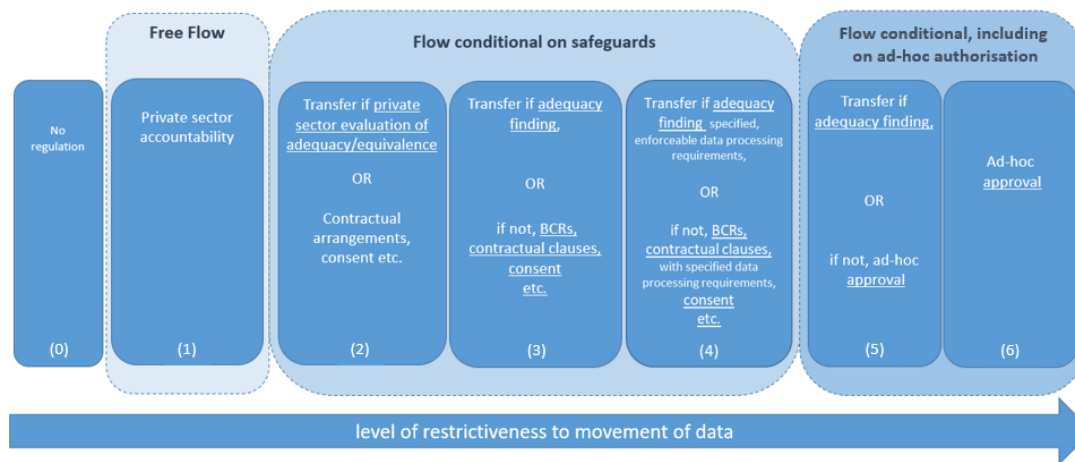 Free Flow
Flow conditional on safeguards
Flow conditional, including
on ad-hoc authorisation
No
regulation
(0)
Private sector
accountability
(1)
Transfer if private
sector evaluation of
adequacy/equivalence
OR
Contractual
arrangements,
consent etc.
(2)
Transfer if adequacy
finding,
OR
if not, BCRs,
contractual clauses,
consent
etc.
(3)
Transfer if adequacy
finding specified,
enforceable data processing
requirements,
OR
if not, BCRs,
contractual clauses,
with specified data
processing requirements,
consent
etc.
(4)
Transfer if
adequacy finding,
OR
if not, ad-hoc
approval
(5)
Ad-hoc
approval
(6)
level of restrictiveness to movement of data